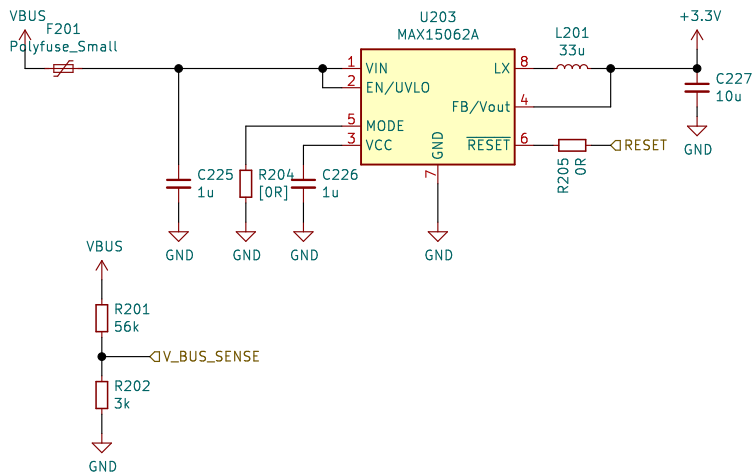 VBUS
F201
Polyfuse_Small
U203
MAX15062A
L201
33u
+3.3V
1
VIN
2
EN/UVLO
5
MODE
3
VCC
LX
8
FB/Vout
4
RESET
6
GND
7
C227
10u
GND
R205
0R
RESET
C225
1u
R204
[0R]
C226
1u
GND
GND
GND
GND
VBUS
R201
56k
V_BUS_SENSE
R202
3k
GND